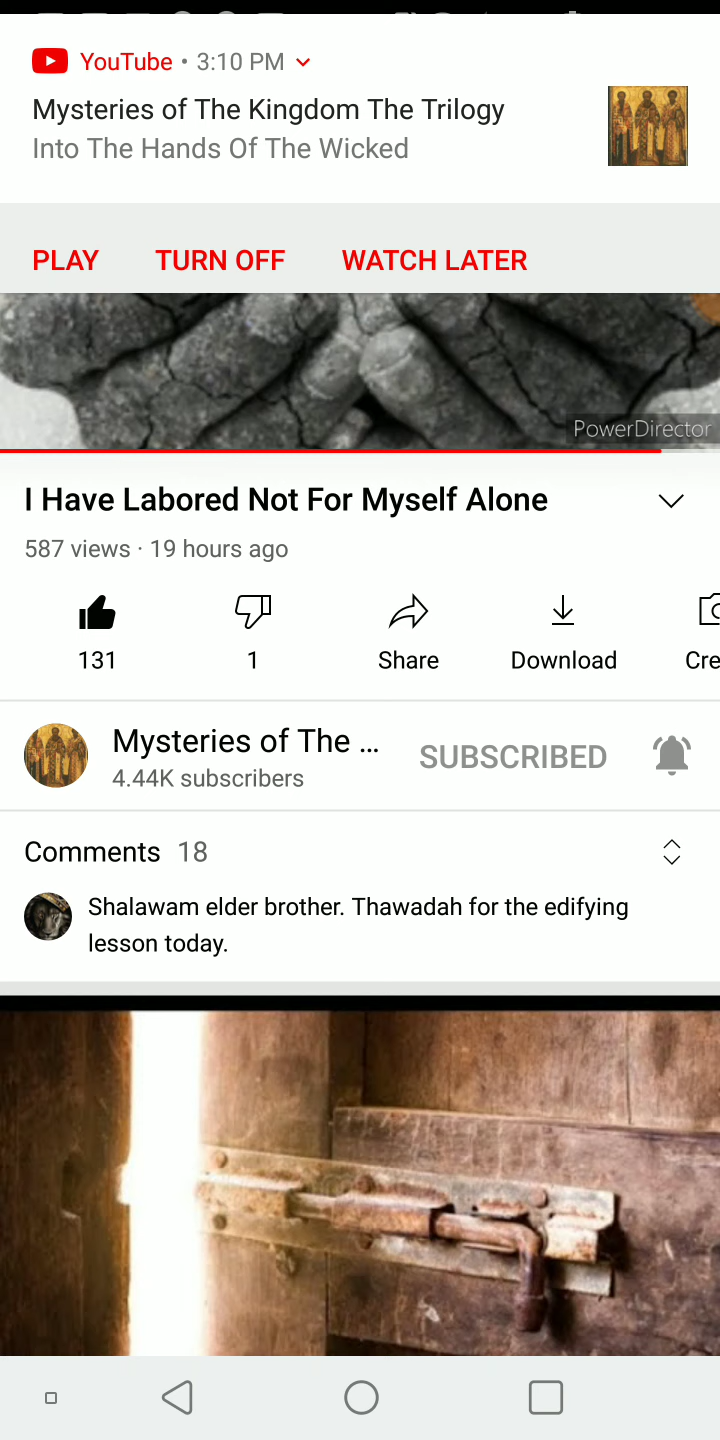 YouTube • 3:10 PM
Mysteries of The Kingdom The Trilogy
Into The Hands Of The Wicked
PLAY TURN OFF WATCH LATER
PowerDirector
I Have Labored Not For Myself Alone
587 views · 19 hours ago
131 1 Share Download Cre
Mysteries of The ... SUBSCRIBED
4.44K subscribers
Comments 18
Shalawam elder brother. Thawadah for the edifying
lesson today.